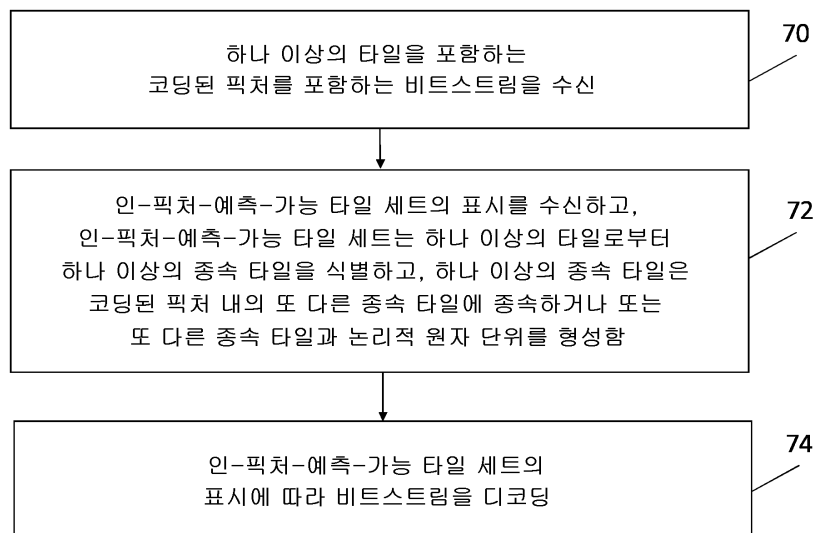 70
하나 이상의 타일을 포함하는
코딩된 픽처를 포함하는 비트스트림을 수신
72
인-픽처-예측-가능 타일 세트의 표시를 수신하고,
인-픽처-예측-가능 타일 세트는 하나 이상의 타일로부터
하나 이상의 종속 타일을 식별하고, 하나 이상의 종속 타일은
코딩된 픽처 내의 또 다른 종속 타일에 종속하거나 또는
또 다른 종속 타일과 논리적 원자 단위를 형성함
74
인-픽처-예측-가능 타일 세트의
표시에 따라 비트스트림을 디코딩